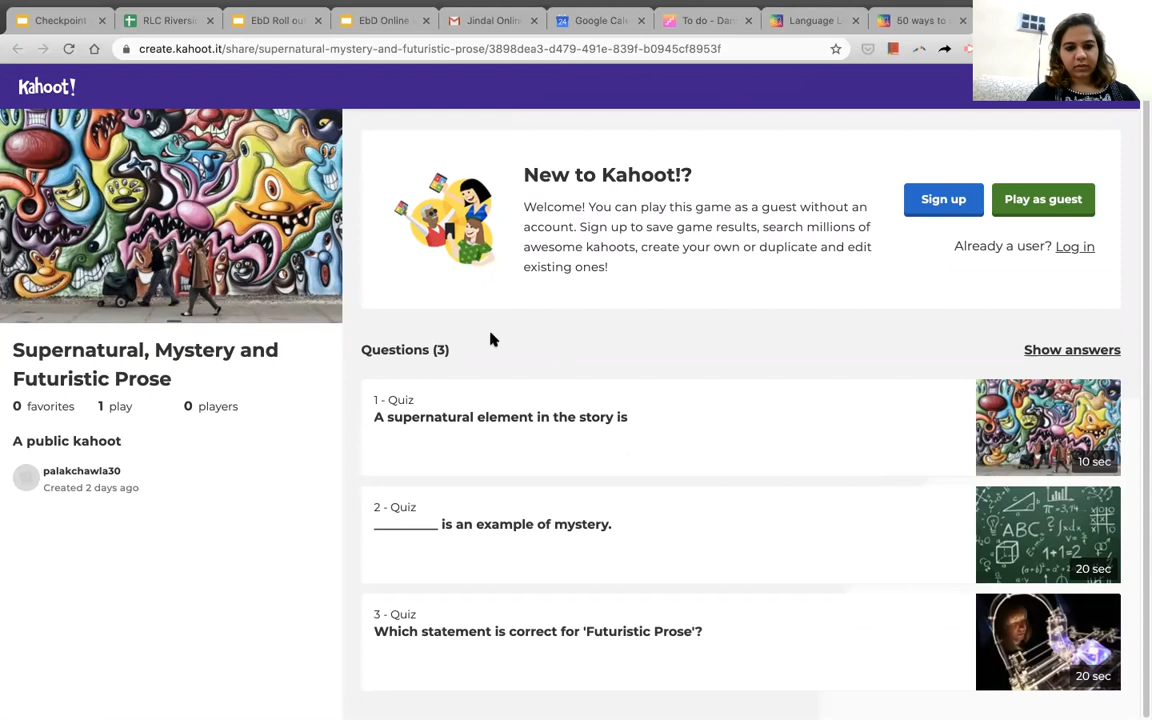 Checkpoint
RLC Riversi
EbD Roll ou
EbD Online
Jindal Onlin
Google Cal
To do - Dan
Language L
50 ways to
create.kahoot.it/share/supernatural-mystery-and-futuristic-prose/3898dea3-d479-491e-839f-b0945cf8953f
Kahoot!
New to Kahoot!?
Welcome! You can play this game as a guest without an
account. Sign up to save game results, search millions of
awesome kahoots, create your own or duplicate and edit
existing ones!
Sign up
Play as guest
Already a user? Log in
Supernatural, Mystery and
Futuristic Prose
0 favorites 1 play 0 players
A public kahoot
palakchawla30
Created 2 days ago
Questions (3)
Show answers
1 - Quiz
A supernatural element in the story is
10 sec
2 - Quiz
__________ is an example of mystery.
ABC
1+1=2
20 sec
3 - Quiz
Which statement is correct for 'Futuristic Prose'?
20 sec